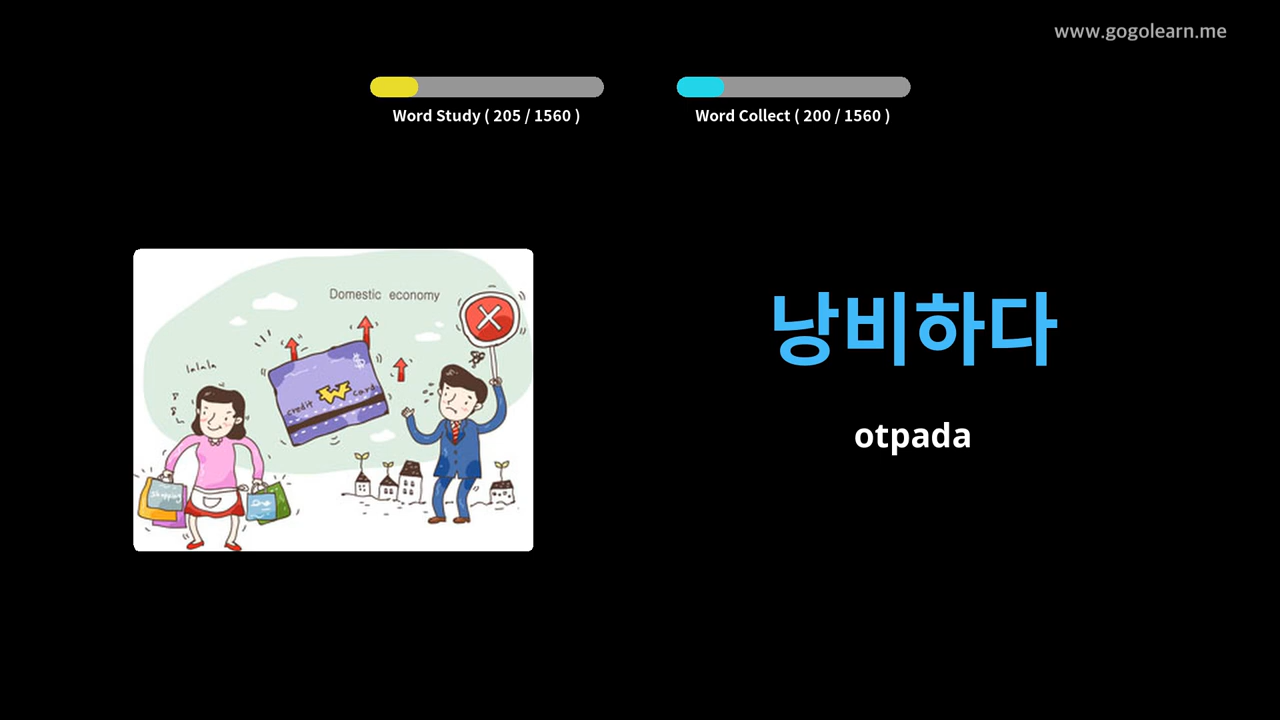 www.gogolearn.me
Word Study ( 205 / 1560 )
Word Collect ( 200 / 1560 )
Domestic economy
lalala
$
W
credit card
Shopping
낭비하다
otpada